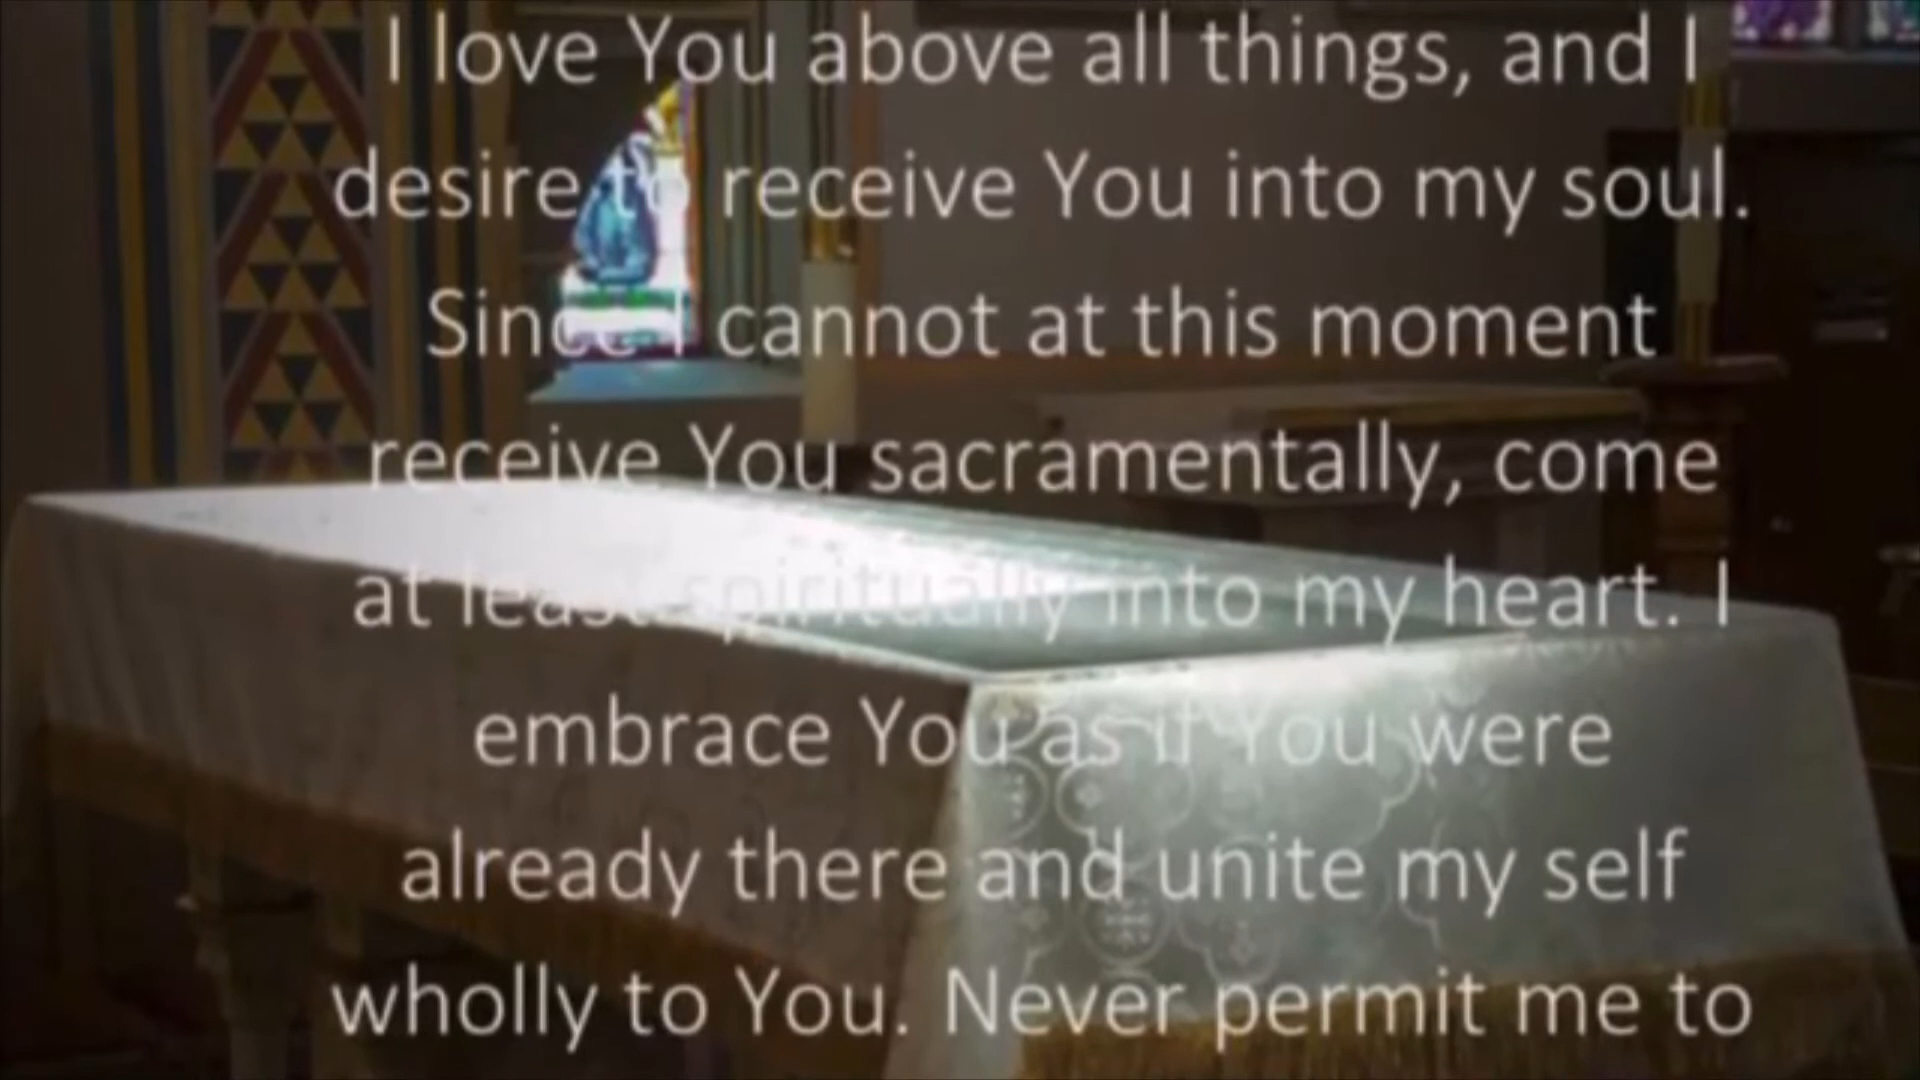 I love You above all things, and I
desire to receive You into my soul.
Since I cannot at this moment
receive You sacramentally, come
at least spiritually into my heart. I
embrace You as if You were
already there and unite my self
wholly to You. Never permit me to